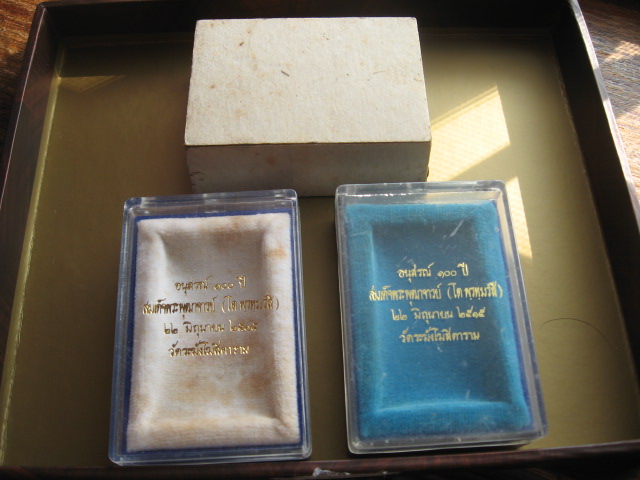 อนุสรณ์ ๑๐๐ ปี
สมเด็จพระพุฒาจารย์ (โต พฺรหฺมรํสี)
๒๒ มิถุนายน ๒๕๑๕
วัดระฆังโฆสิตาราม
อนุสรณ์ ๑๐๐ ปี
สมเด็จพระพุฒาจารย์ (โต พฺรหฺมรํสี)
๒๒ มิถุนายน ๒๕๑๕
วัดระฆังโฆสิตาราม